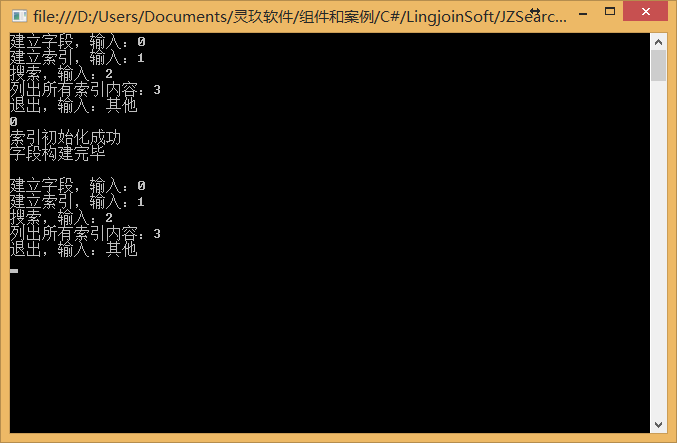 file:///D:/Users/Documents/灵玖软件/组件和案例/C#/LingjoinSoft/JZSearc...
建立字段，输入：0
建立索引，输入：1
搜索，输入：2
列出所有索引内容：3
退出，输入：其他
0
索引初始化成功
字段构建完毕
建立字段，输入：0
建立索引，输入：1
搜索，输入：2
列出所有索引内容：3
退出，输入：其他